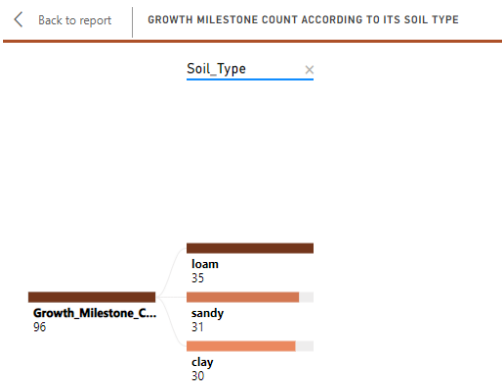 Back to report
GROWTH MILESTONE COUNT ACCORDING TO ITS SOIL TYPE
Soil_Type
loam
35
Growth_Milestone_C...
96
sandy
31
clay
30